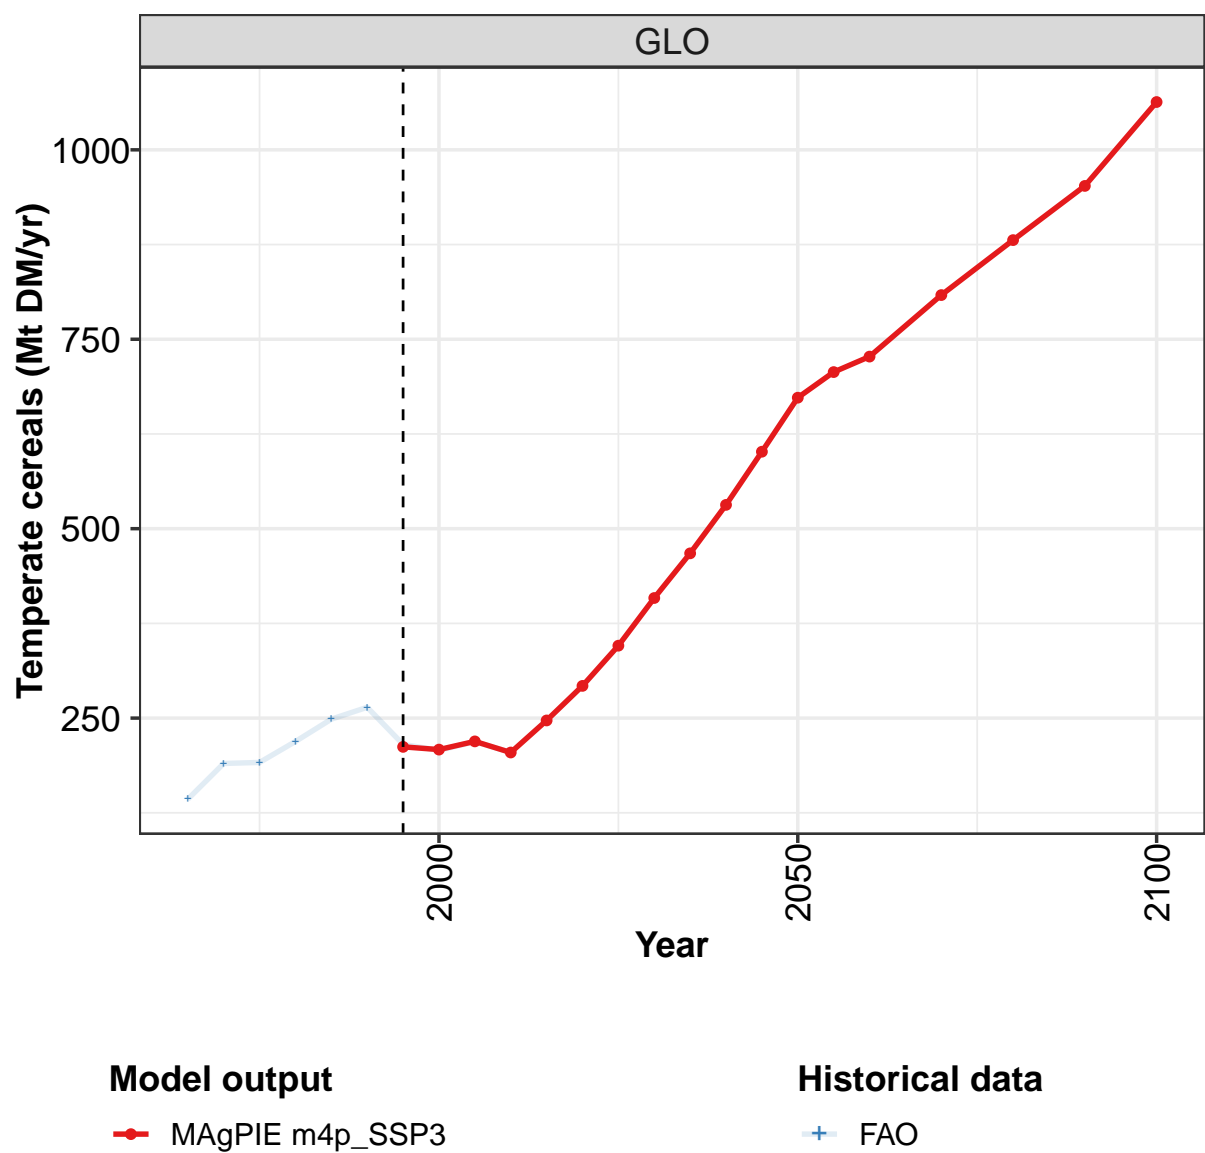 GLO
Temperate cereals (Mt DM/yr)
1000
750
500
250
2000
2050
2100
Year
Model output
MAgPIE m4p_SSP3
Historical data
FAO